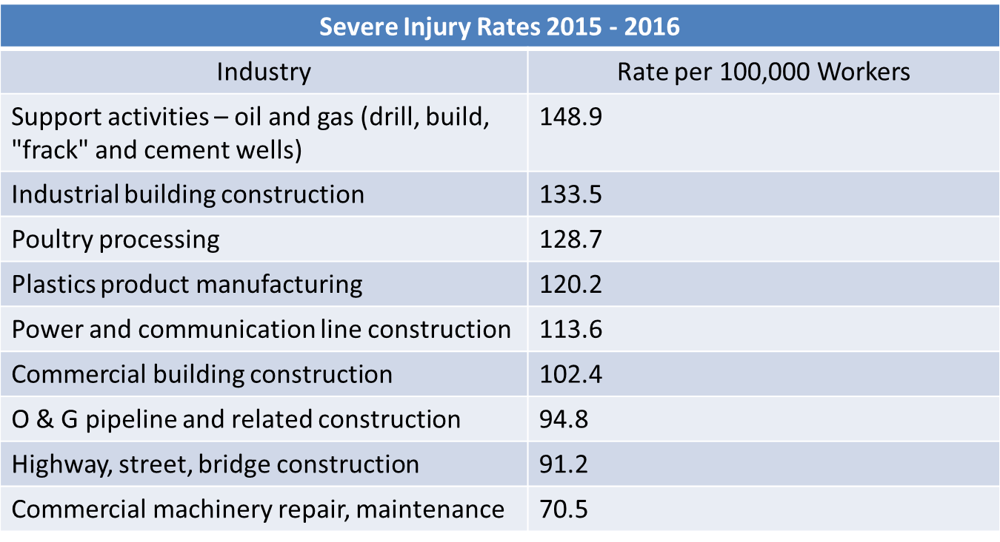 Severe Injury Rates 2015 - 2016
Industry
Rate per 100,000 Workers
Support activities – oil and gas (drill, build,
"frack" and cement wells)
148.9
Industrial building construction
133.5
Poultry processing
128.7
Plastics product manufacturing
120.2
Power and communication line construction
113.6
Commercial building construction
102.4
O & G pipeline and related construction
94.8
Highway, street, bridge construction
91.2
Commercial machinery repair, maintenance
70.5